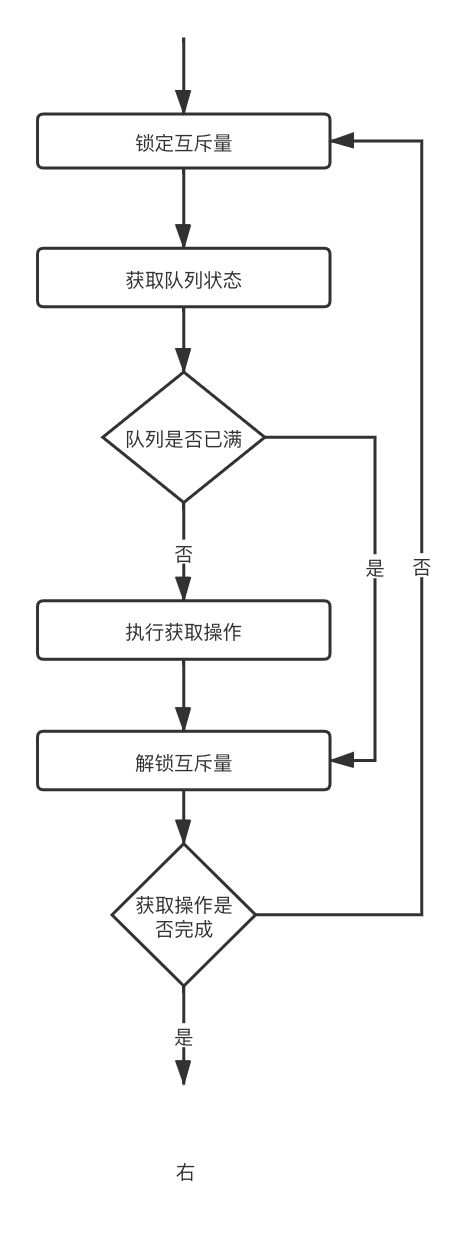 锁定互斥量
获取队列状态
队列是否已满
否
是
否
执行获取操作
解锁互斥量
获取操作是
否完成
是
右